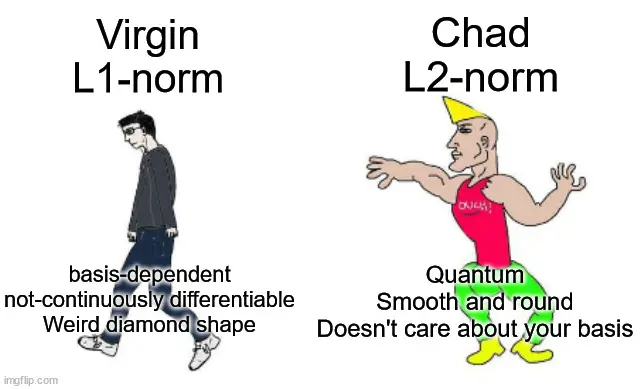 Virgin
L1-norm
Chad
L2-norm
OUCH!
basis-dependent
not-continuously differentiable
Weird diamond shape
Quantum
Smooth and round
Doesn't care about your basis
imgflip.com